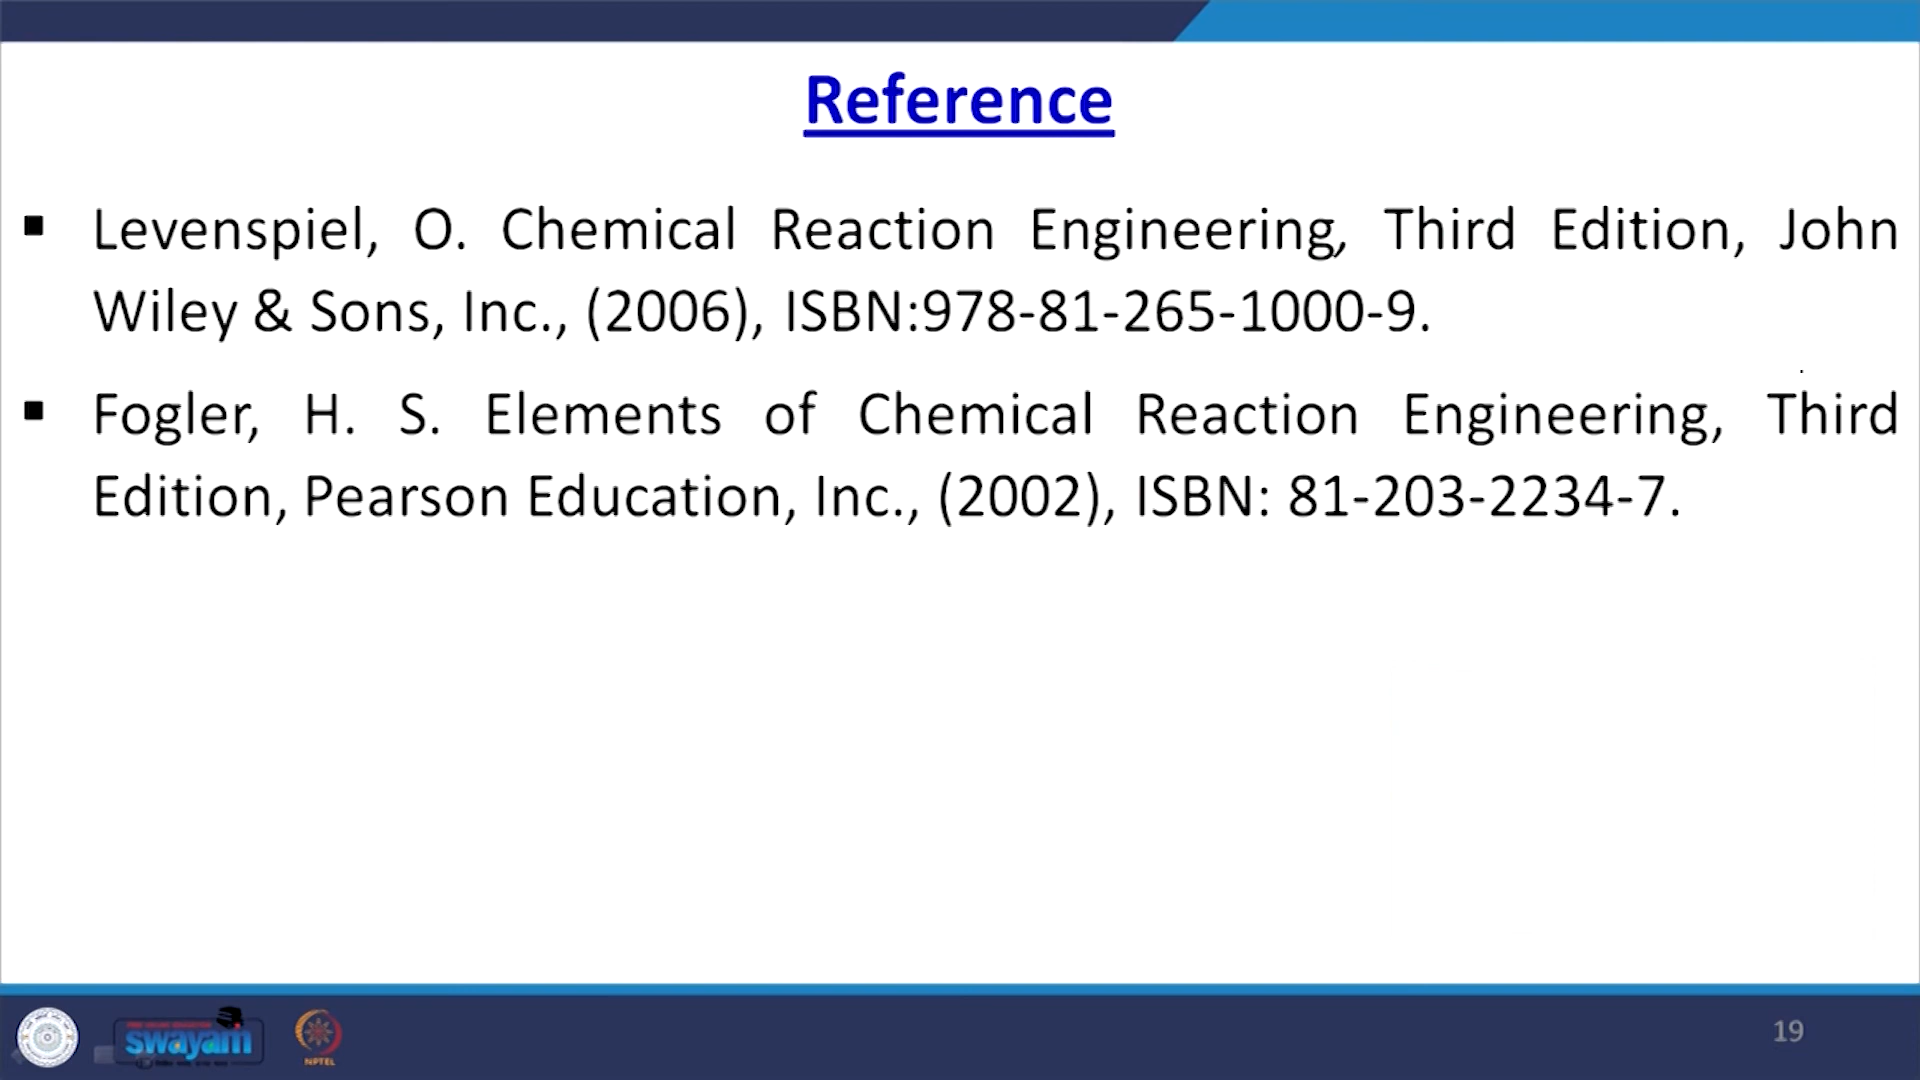 Reference
▪ Levenspiel, O. Chemical Reaction Engineering, Third Edition, John
Wiley & Sons, Inc., (2006), ISBN:978-81-265-1000-9.
▪ Fogler, H. S. Elements of Chemical Reaction Engineering, Third
Edition, Pearson Education, Inc., (2002), ISBN: 81-203-2234-7.
swayam
NPTEL
19